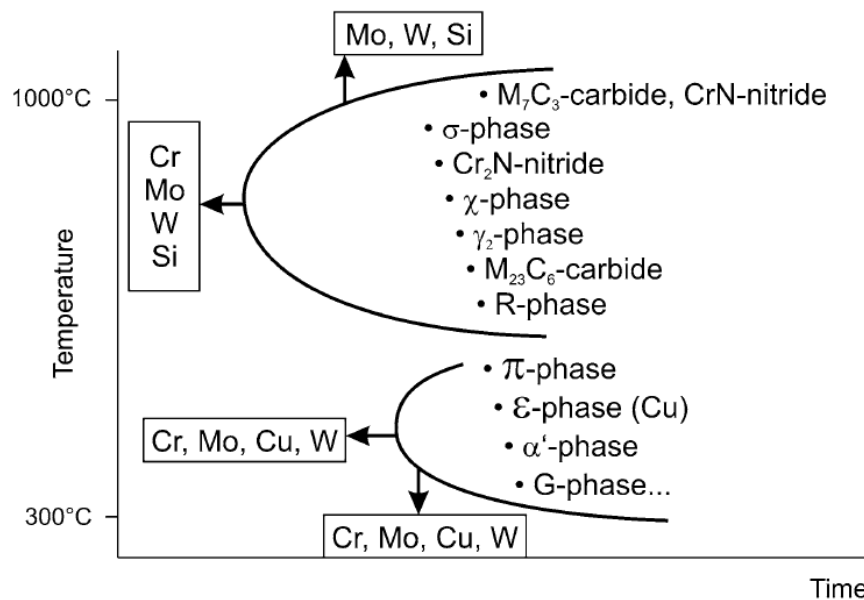 Mo, W, Si
1000°C
• M₇C₃-carbide, CrN-nitride
• σ-phase
Cr
Mo
W
Si
• Cr₂N-nitride
• χ-phase
• γ₂-phase
• M₂₃C₆-carbide
• R-phase
Temperature
• π-phase
• ε-phase (Cu)
Cr, Mo, Cu, W
• α‘-phase
• G-phase...
300°C
Cr, Mo, Cu, W
Time